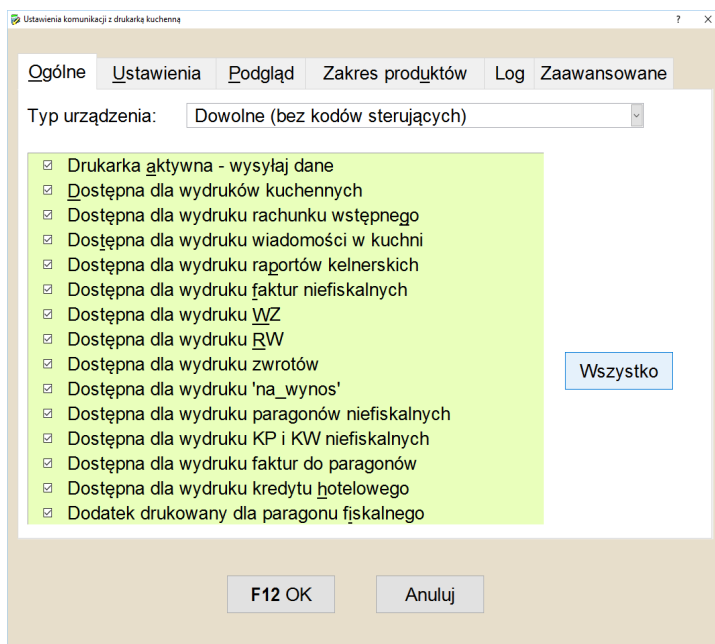 Ustawienia komunikacji z drukarką kuchenną
Ogólne Ustawienia Podgląd Zakres produktów Log Zaawansowane
Typ urządzenia: Dowolne (bez kodów sterujących)
Drukarka aktywna - wysyłaj dane
Dostępna dla wydruków kuchennych
Dostępna dla wydruku rachunku wstępnego
Dostępna dla wydruku wiadomości w kuchni
Dostępna dla wydruku raportów kelnerskich
Dostępna dla wydruku faktur niefiskalnych
Dostępna dla wydruku WZ
Dostępna dla wydruku RW
Dostępna dla wydruku zwrotów
Dostępna dla wydruku 'na_wynos'
Dostępna dla wydruku paragonów niefiskalnych
Dostępna dla wydruku KP i KW niefiskalnych
Dostępna dla wydruku faktur do paragonów
Dostępna dla wydruku kredytu hotelowego
Dodatek drukowany dla paragonu fiskalnego
Wszystko
F12 OK Anuluj